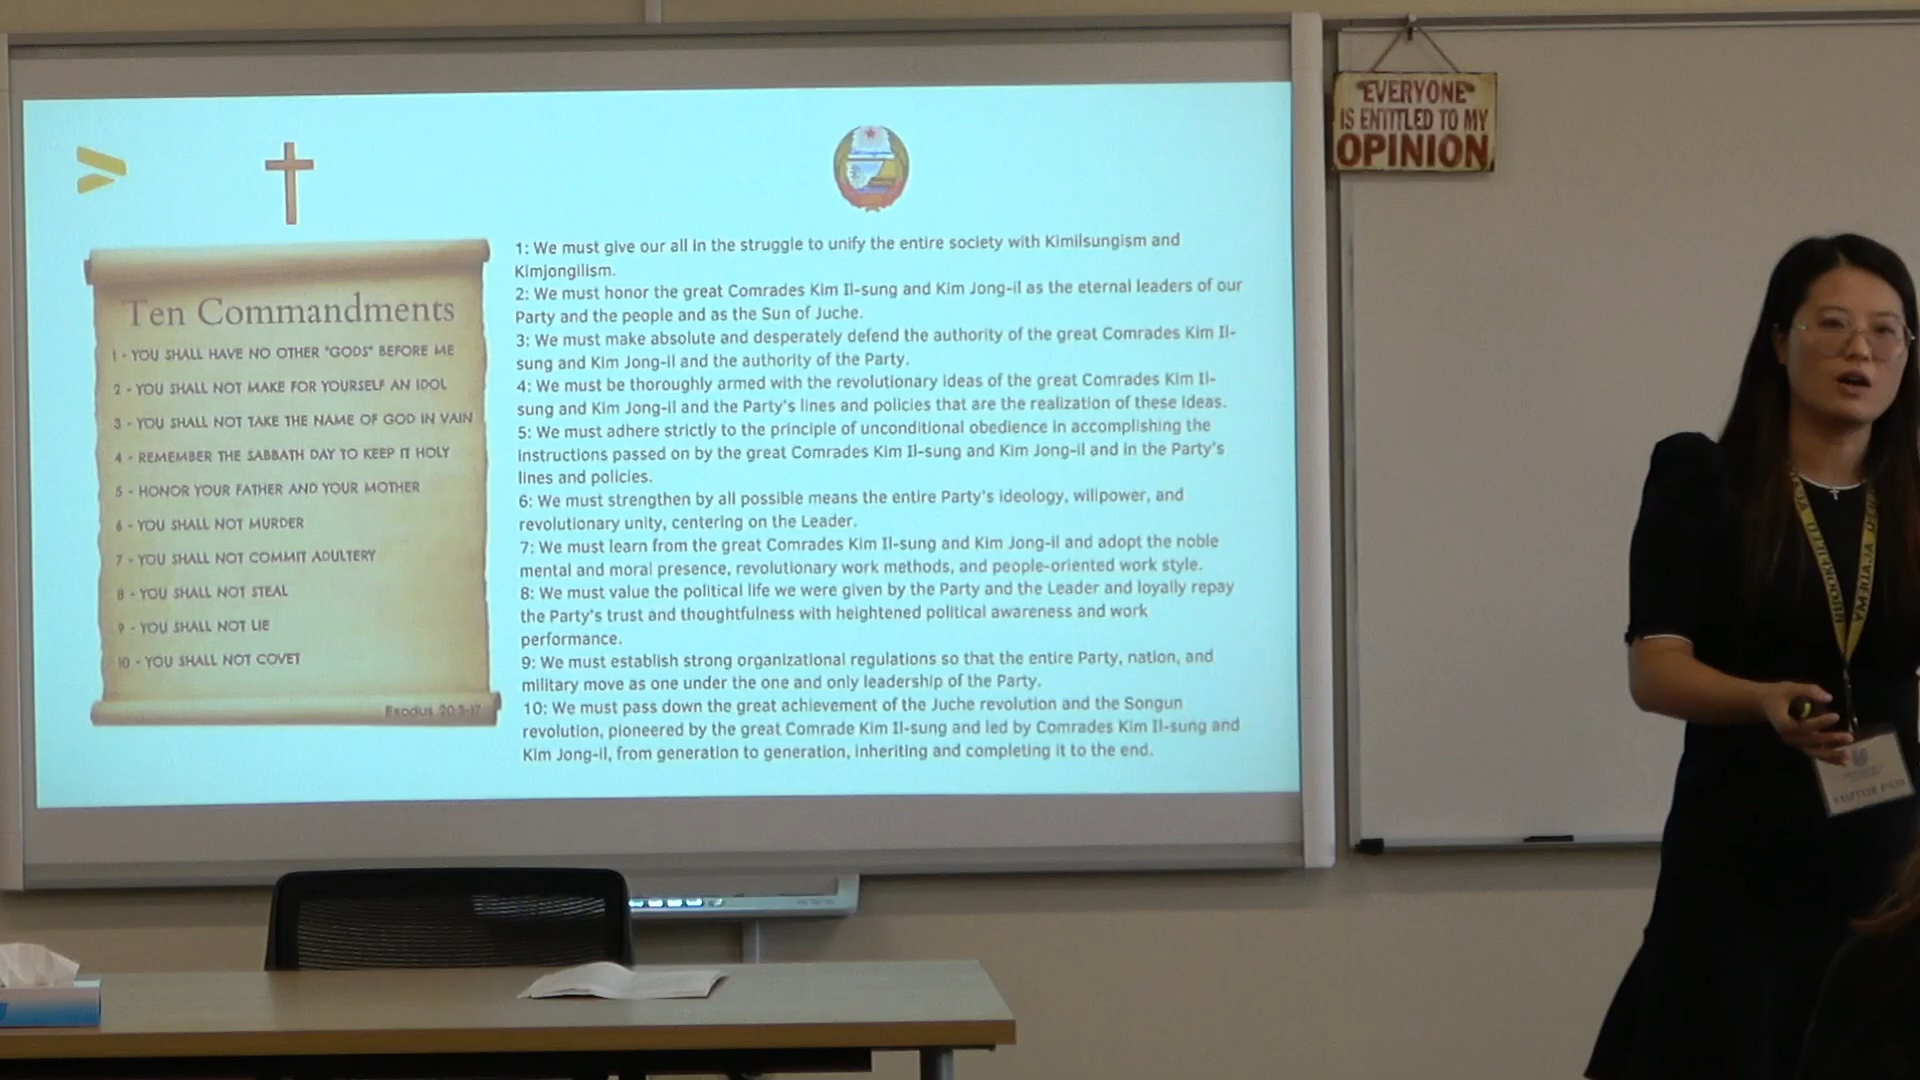 EVERYONE
IS ENTITLED TO MY
OPINION
Ten Commandments
1 - YOU SHALL HAVE NO OTHER "GODS" BEFORE ME
2 - YOU SHALL NOT MAKE FOR YOURSELF AN IDOL
3 - YOU SHALL NOT TAKE THE NAME OF GOD IN VAIN
4 - REMEMBER THE SABBATH DAY TO KEEP IT HOLY
5 - HONOR YOUR FATHER AND YOUR MOTHER
6 - YOU SHALL NOT MURDER
7 - YOU SHALL NOT COMMIT ADULTERY
8 - YOU SHALL NOT STEAL
9 - YOU SHALL NOT LIE
10 - YOU SHALL NOT COVET
Exodus 20:3-17
1: We must give our all in the struggle to unify the entire society with Kimilsungism and
Kimjongilism.
2: We must honor the great Comrades Kim Il-sung and Kim Jong-il as the eternal leaders of our
Party and the people and as the Sun of Juche.
3: We must make absolute and desperately defend the authority of the great Comrades Kim Il-
sung and Kim Jong-il and the authority of the Party.
4: We must be thoroughly armed with the revolutionary ideas of the great Comrades Kim Il-
sung and Kim Jong-il and the Party's lines and policies that are the realization of these ideas.
5: We must adhere strictly to the principle of unconditional obedience in accomplishing the
instructions passed on by the great Comrades Kim Il-sung and Kim Jong-il and in the Party's
lines and policies.
6: We must strengthen by all possible means the entire Party's ideology, willpower, and
revolutionary unity, centering on the Leader.
7: We must learn from the great Comrades Kim Il-sung and Kim Jong-il and adopt the noble
mental and moral presence, revolutionary work methods, and people-oriented work style.
8: We must value the political life we were given by the Party and the Leader and loyally repay
the Party's trust and thoughtfulness with heightened political awareness and work
performance.
9: We must establish strong organizational regulations so that the entire Party, nation, and
military move as one under the one and only leadership of the Party.
10: We must pass down the great achievement of the Juche revolution and the Songun
revolution, pioneered by the great Comrade Kim Il-sung and led by Comrades Kim Il-sung and
Kim Jong-il, from generation to generation, inheriting and completing it to the end.
VISITOR PASS